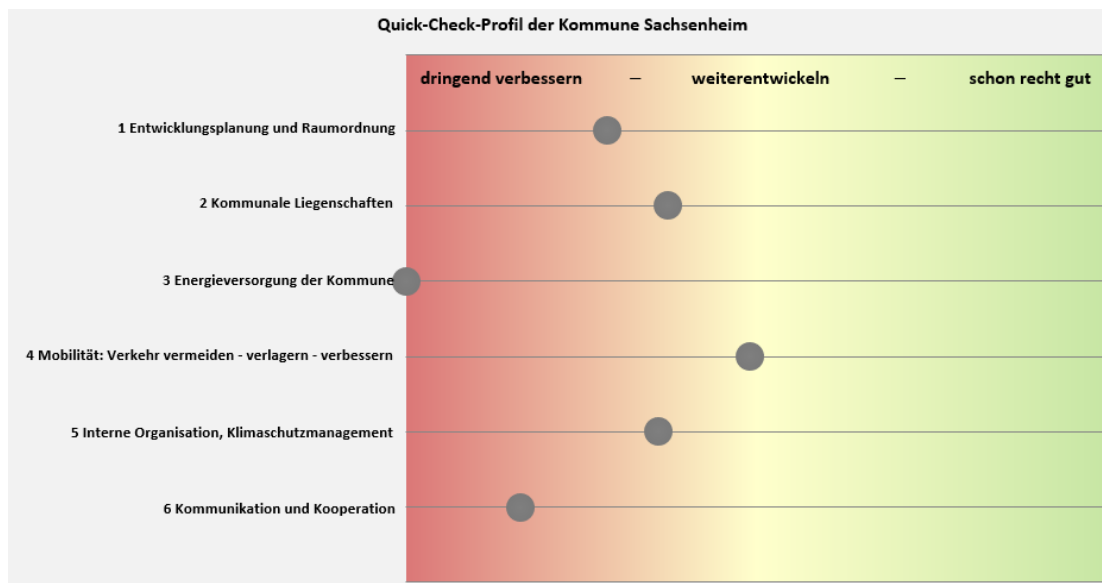 Quick-Check-Profil der Kommune Sachsenheim
dringend verbessern – weiterentwickeln – schon recht gut
1 Entwicklungsplanung und Raumordnung
2 Kommunale Liegenschaften
3 Energieversorgung der Kommune
4 Mobilität: Verkehr vermeiden - verlagern - verbessern
5 Interne Organisation, Klimaschutzmanagement
6 Kommunikation und Kooperation